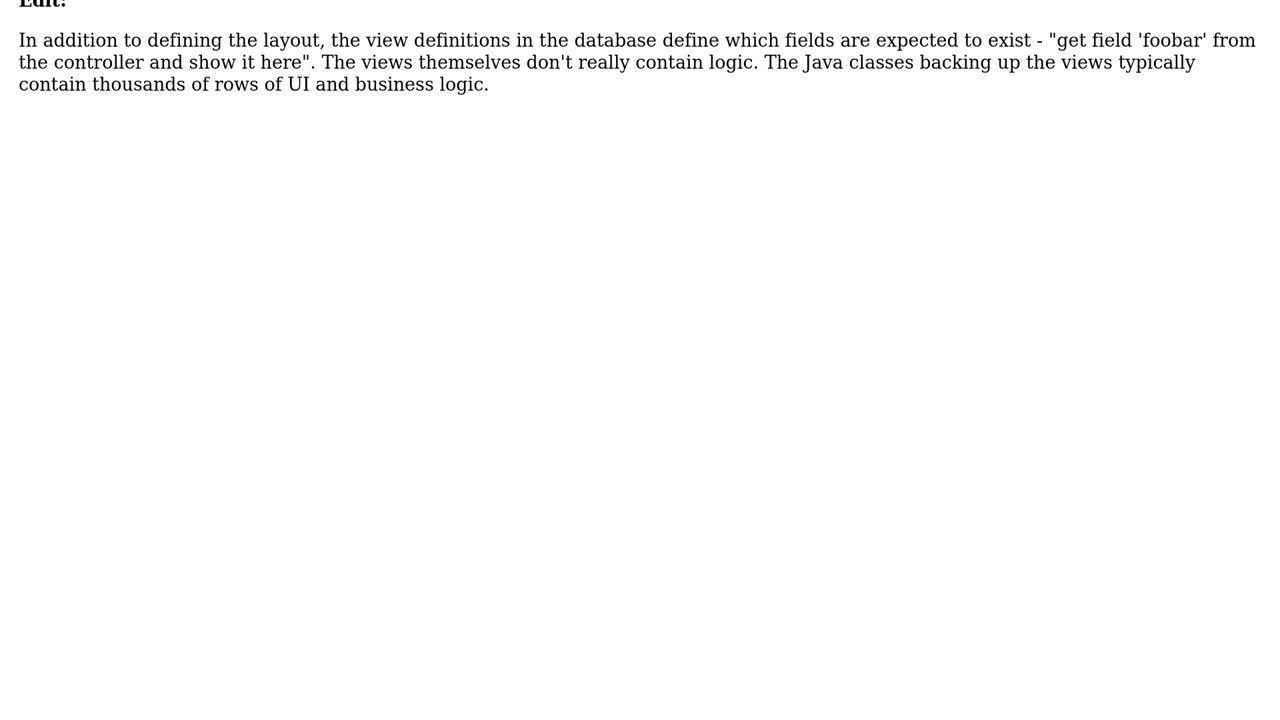 Edit:
In addition to defining the layout, the view definitions in the database define which fields are expected to exist - "get field 'foobar' from
the controller and show it here". The views themselves don't really contain logic. The Java classes backing up the views typically
contain thousands of rows of UI and business logic.